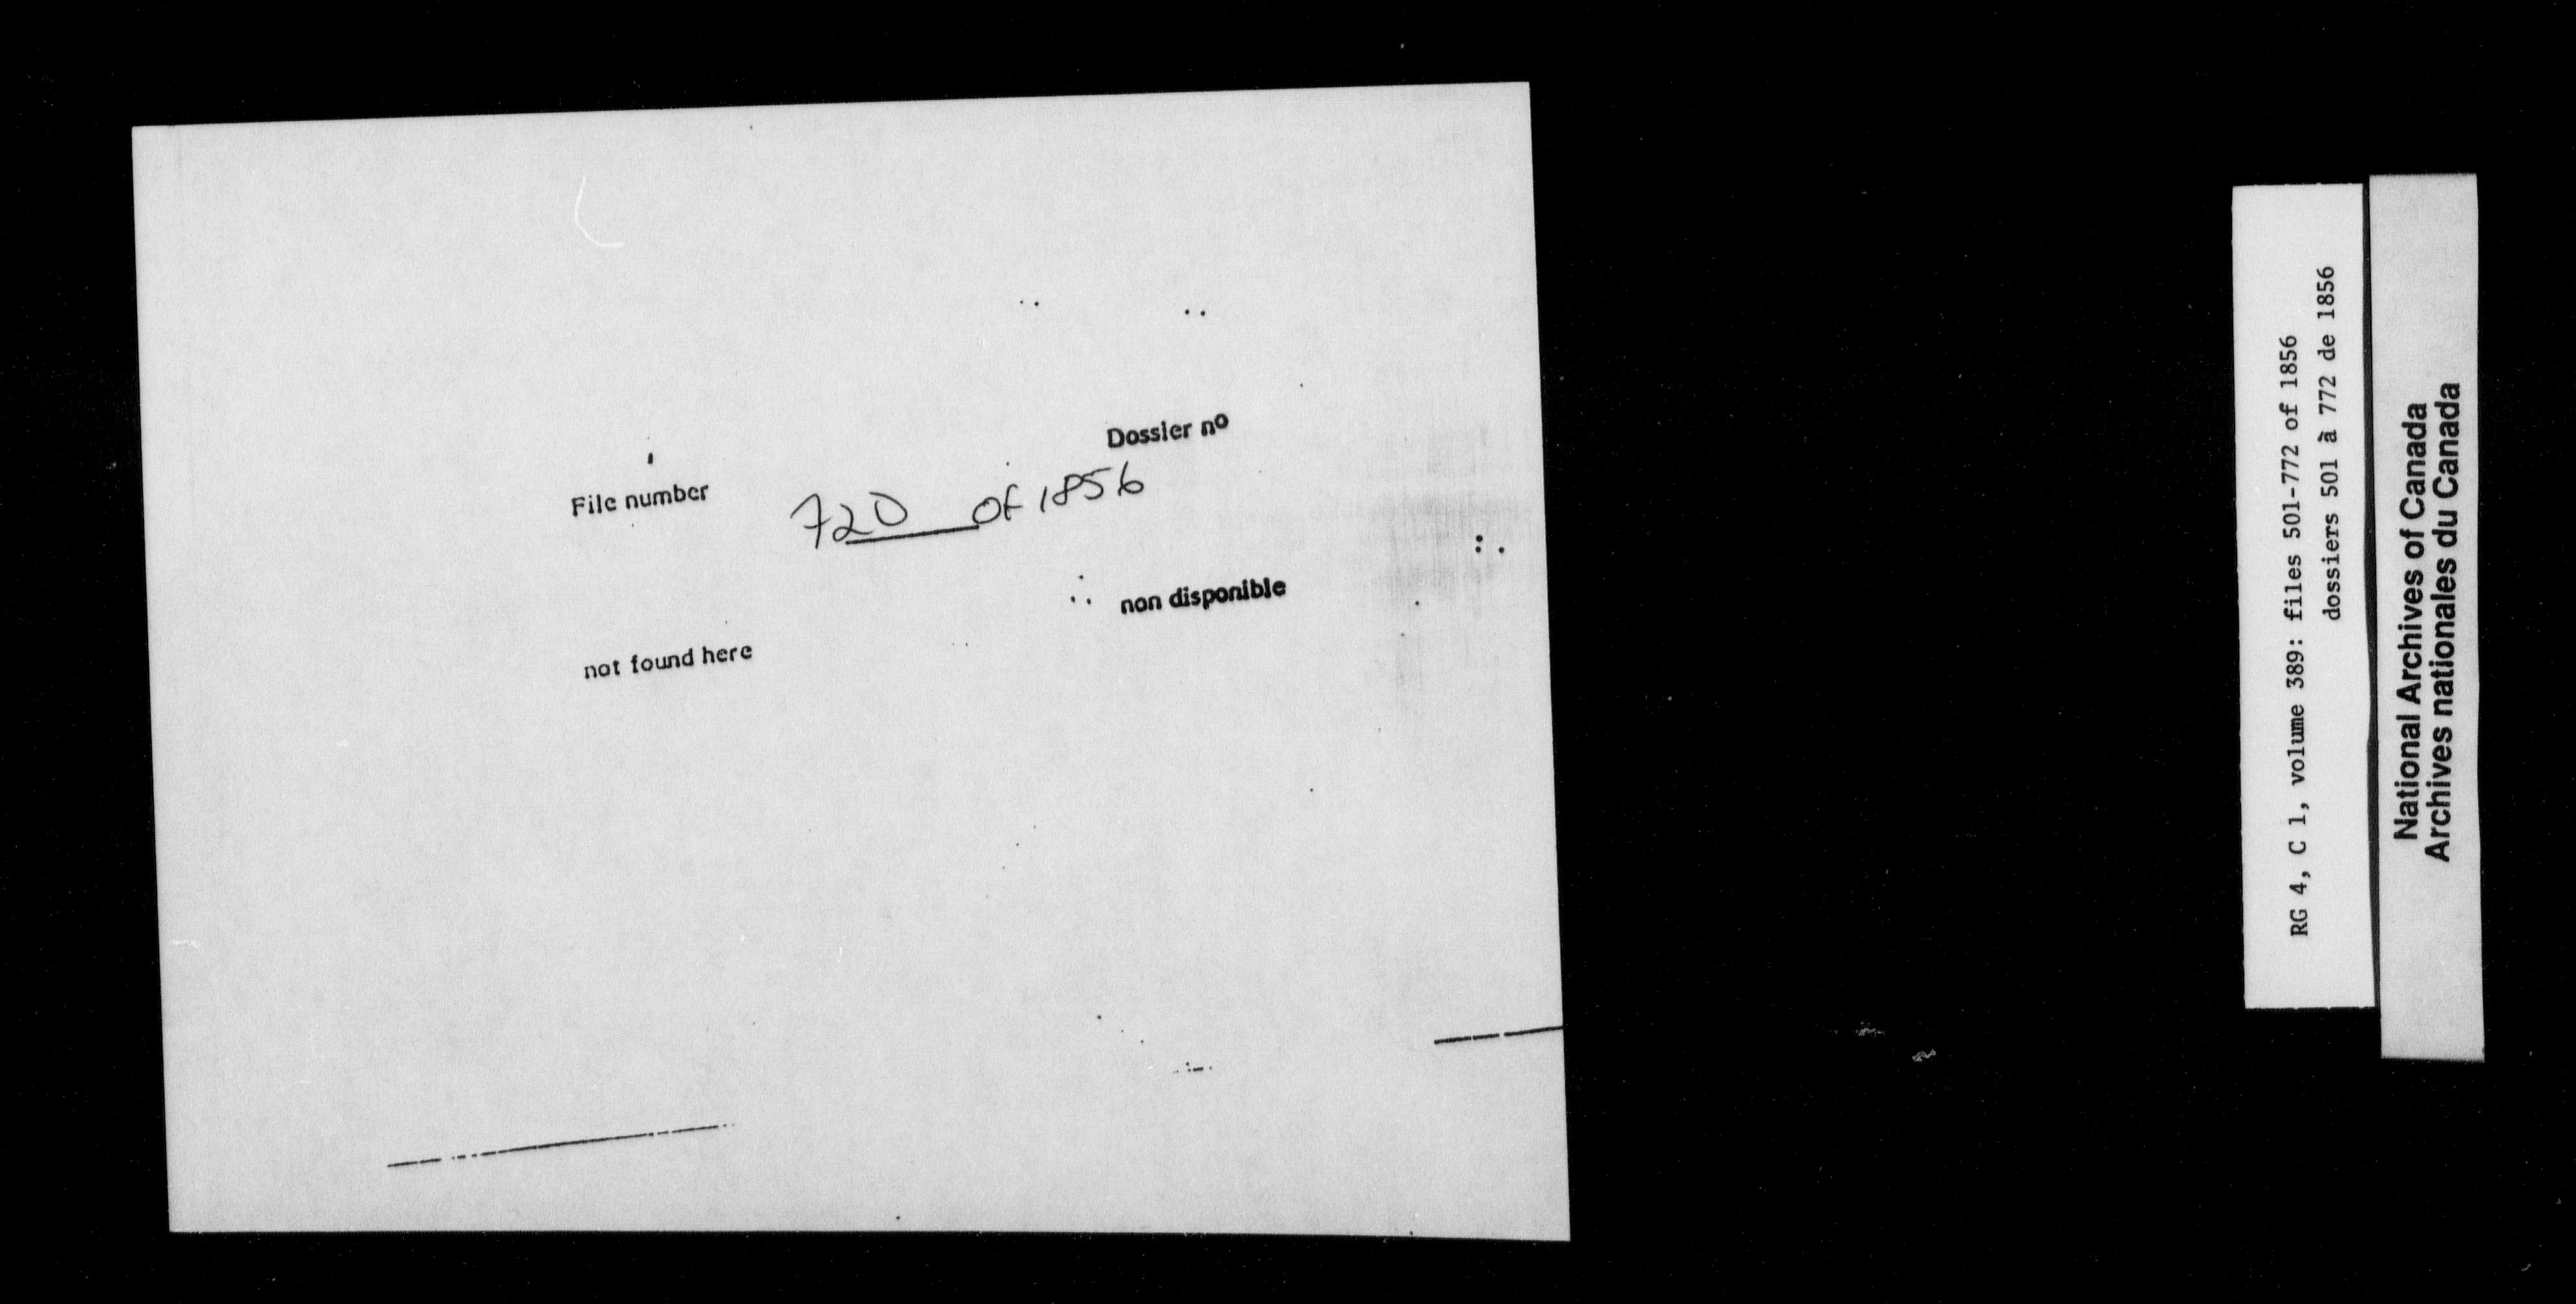 Dossier nº
File number
720 of 1856
non disponible
not found here
RG 4, C 1, volume 389: files 501-772 of 1856
dossiers 501 à 772 de 1856
National Archives of Canada
Archives nationales du Canada